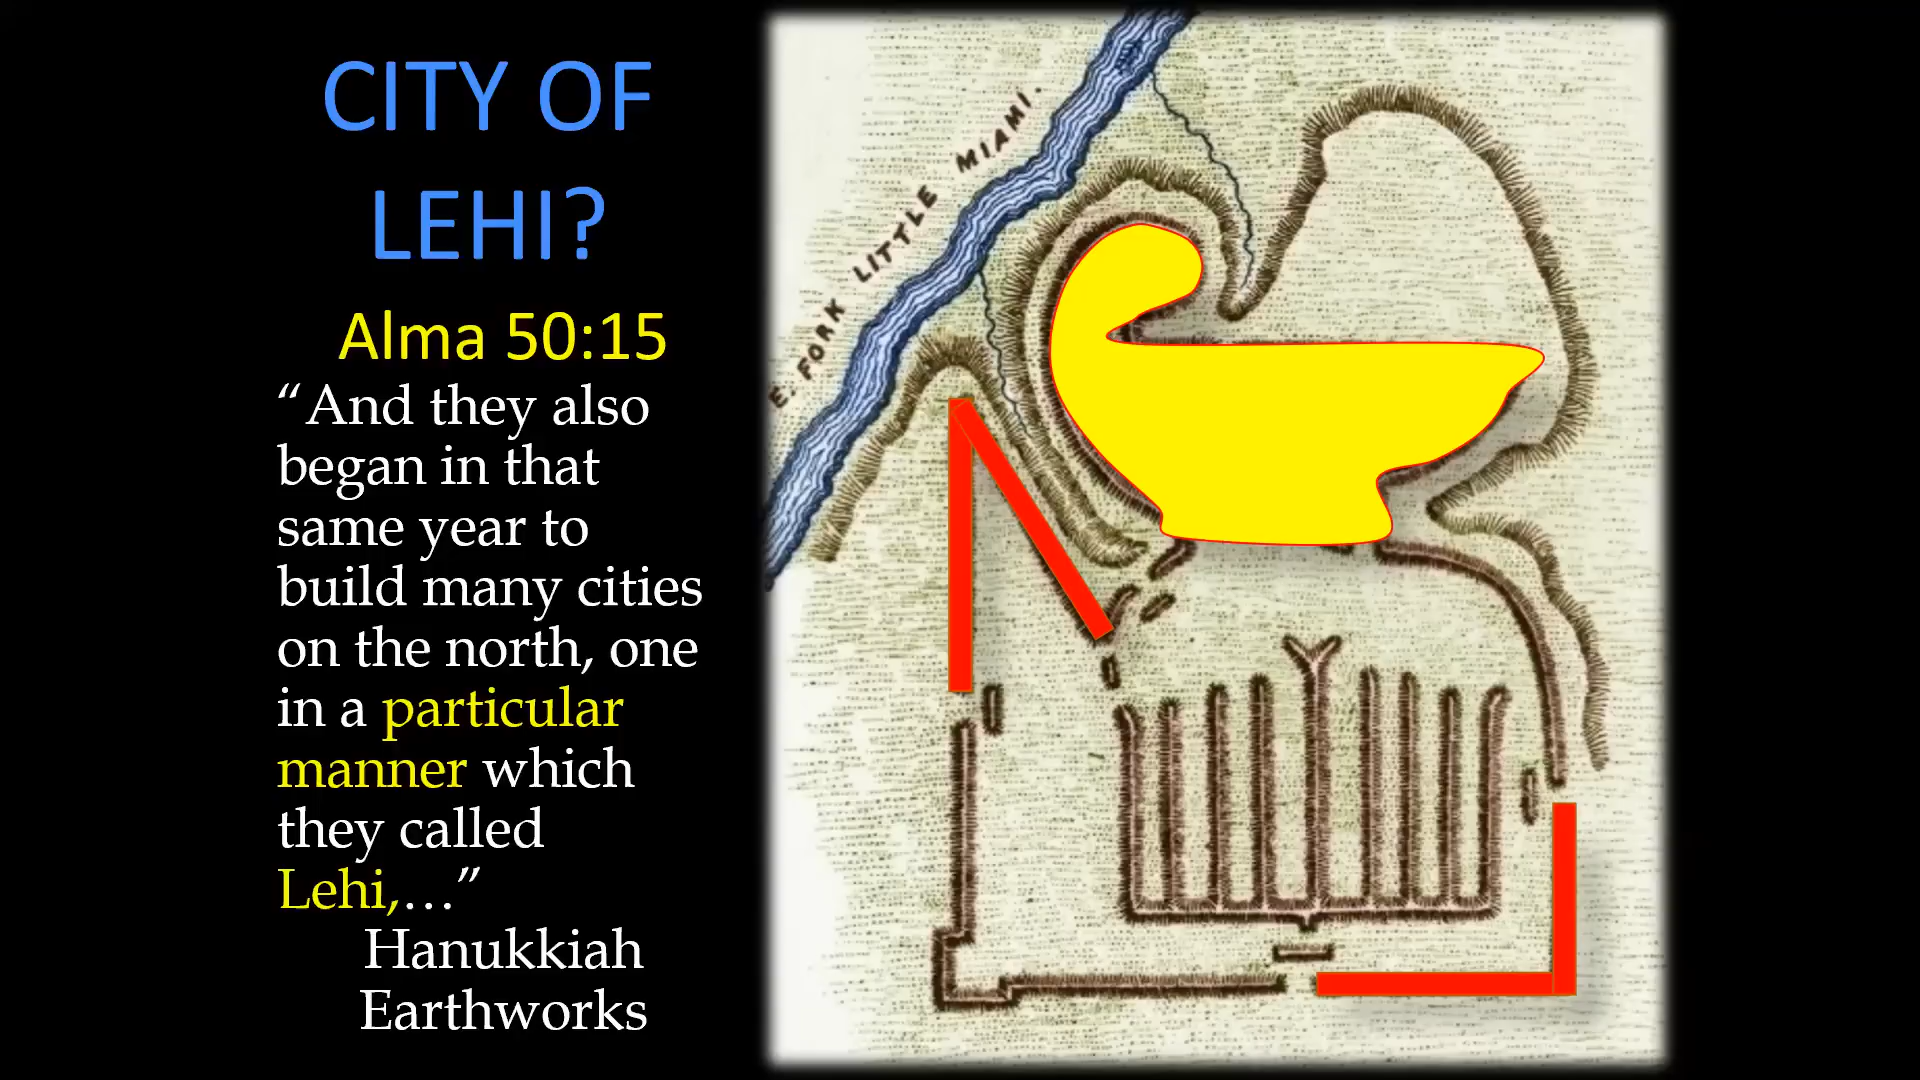 CITY OF
LEHI?
Alma 50:15
“And they also
began in that
same year to
build many cities
on the north, one
in a particular
manner which
they called
Lehi,…”
Hanukkiah
Earthworks
E. FORK LITTLE MIAMI.